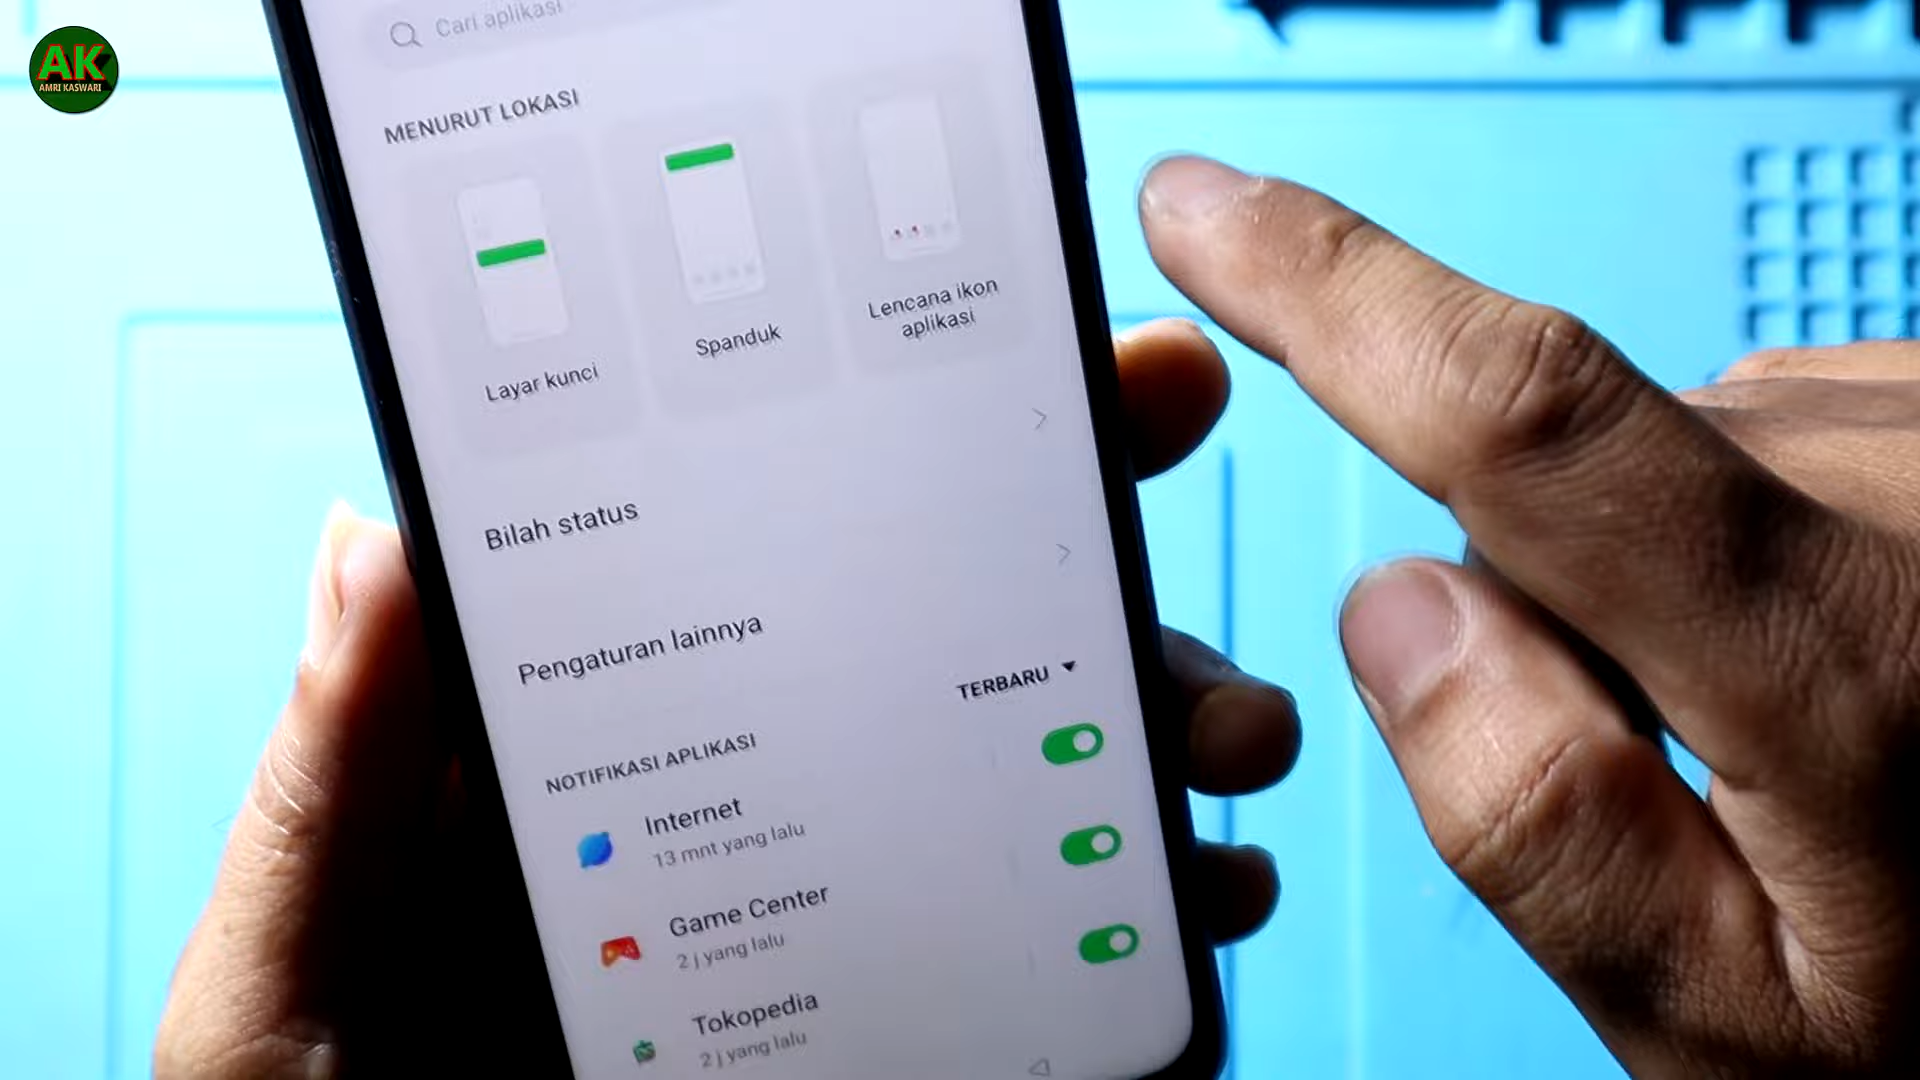 AK
AMRI KASWARI
Cari aplikasi
MENURUT LOKASI
Layar kunci
Spanduk
Lencana ikon
aplikasi
Bilah status
Pengaturan lainnya
TERBARU
NOTIFIKASI APLIKASI
Internet
13 mnt yang lalu
Game Center
2 j yang lalu
Tokopedia
2 j yang lalu